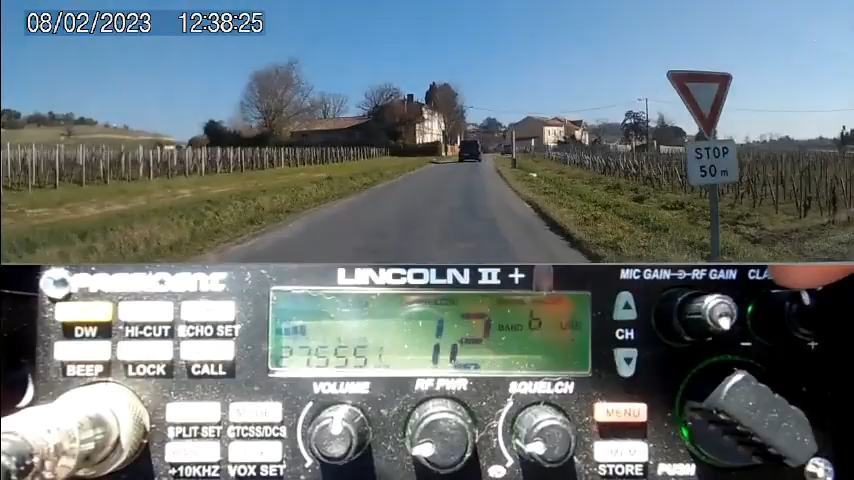 08/02/2023 12:38:25
STOP
50 m
PRESIDENT
LINCOLN II +
MIC GAIN RF GAIN
DW
HI-CUT
ECHO SET
BAND 6
CH
BEEP
LOCK
CALL
VOLUME
RF PWR
SQUELCH
MENU
SPLIT SET
CTCSS/DCS
+10KHZ
VOX SET
STORE
PUSH